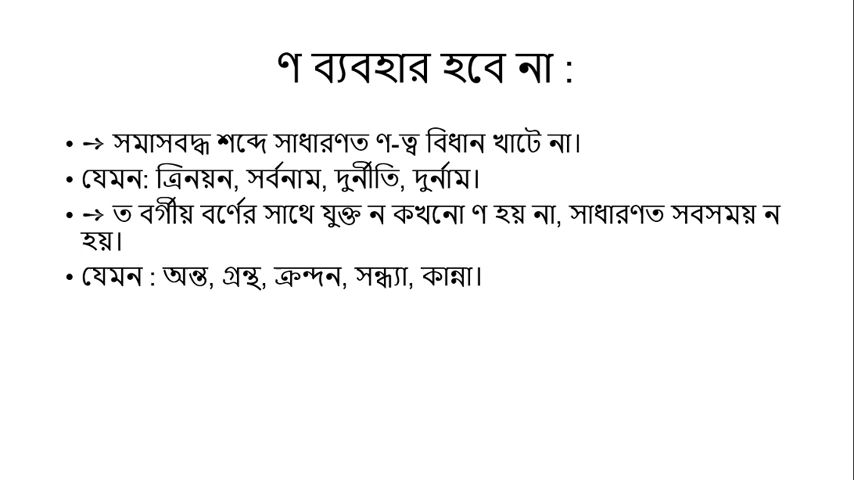 ণ ব্যবহার হবে না :
• → সমাসবদ্ধ শব্দে সাধারণত ণ-ত্ব বিধান খাটে না।
• যেমন: ত্রিনয়ন, সর্বনাম, দুর্নীতি, দুর্নাম।
• → ত বর্গীয় বর্ণের সাথে যুক্ত ন কখনো ণ হয় না, সাধারণত সবসময় ন
হয়।
• যেমন : অন্ত, গ্রন্থ, ক্রন্দন, সন্ধ্যা, কান্না।